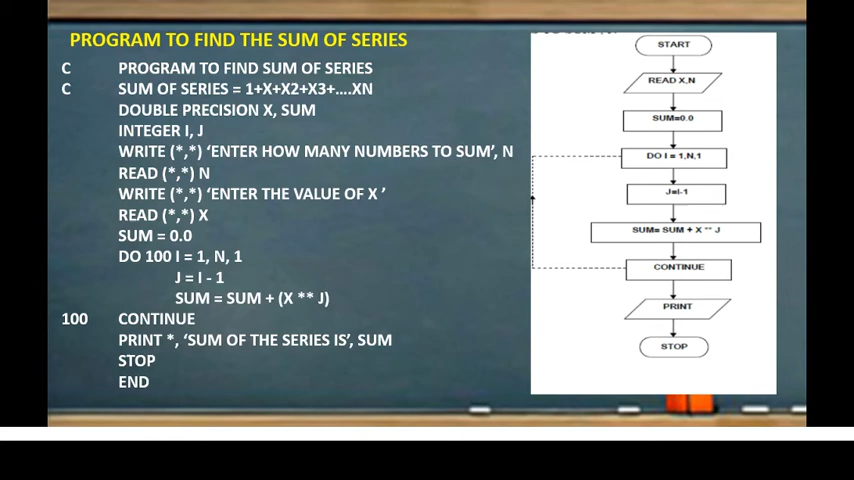 PROGRAM TO FIND THE SUM OF SERIES
C PROGRAM TO FIND SUM OF SERIES
C SUM OF SERIES = 1+X+X2+X3+....XN
DOUBLE PRECISION X, SUM
INTEGER I, J
WRITE (*,*) ‘ENTER HOW MANY NUMBERS TO SUM’, N
READ (*,*) N
WRITE (*,*) ‘ENTER THE VALUE OF X ’
READ (*,*) X
SUM = 0.0
DO 100 I = 1, N, 1
J = I - 1
SUM = SUM + (X ** J)
100 CONTINUE
PRINT *, ‘SUM OF THE SERIES IS’, SUM
STOP
END
START
READ X,N
SUM=0.0
DO I = 1,N,1
J=I-1
SUM= SUM + X ** J
CONTINUE
PRINT
STOP